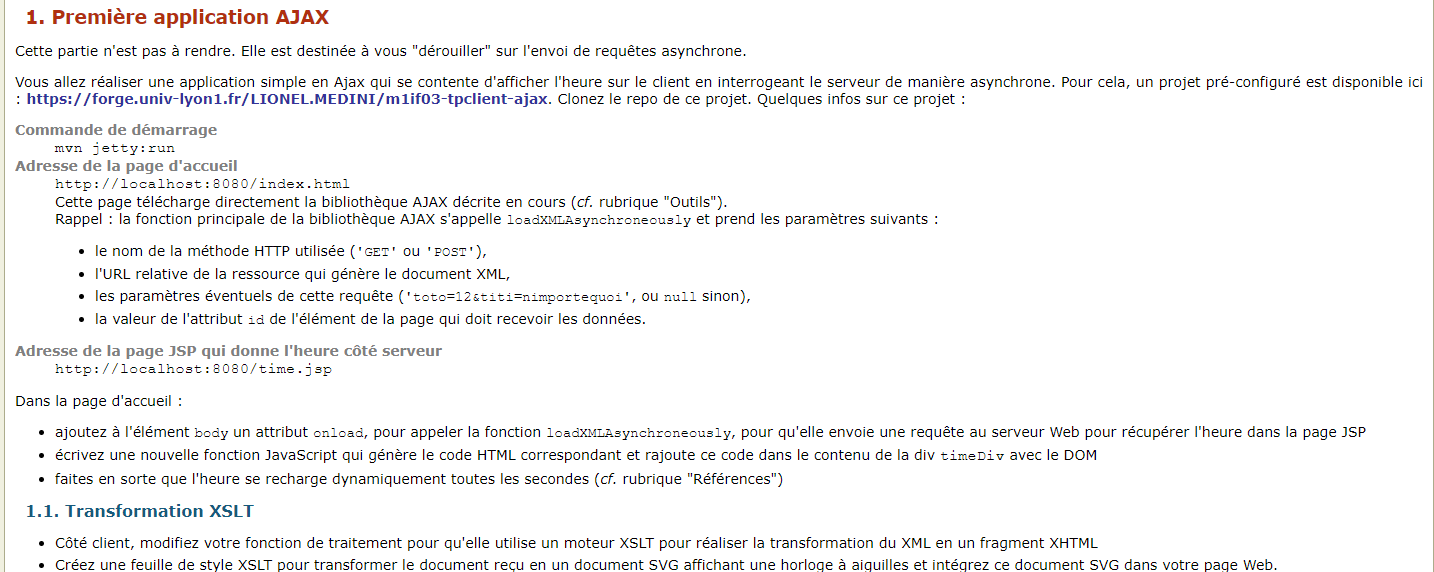 1. Première application AJAX
Cette partie n'est pas à rendre. Elle est destinée à vous "dérouiller" sur l'envoi de requêtes asynchrone.
Vous allez réaliser une application simple en Ajax qui se contente d'afficher l'heure sur le client en interrogeant le serveur de manière asynchrone. Pour cela, un projet pré-configuré est disponible ici
: https://forge.univ-lyon1.fr/LIONEL.MEDINI/m1if03-tpclient-ajax. Clonez le repo de ce projet. Quelques infos sur ce projet :
Commande de démarrage
mvn jetty:run
Adresse de la page d'accueil
http://localhost:8080/index.html
Cette page télécharge directement la bibliothèque AJAX décrite en cours (cf. rubrique "Outils").
Rappel : la fonction principale de la bibliothèque AJAX s'appelle loadXMLAsynchroneously et prend les paramètres suivants :
• le nom de la méthode HTTP utilisée ('GET' ou 'POST'),
• l'URL relative de la ressource qui génère le document XML,
• les paramètres éventuels de cette requête ('toto=12&titi=nimportequoi', ou null sinon),
• la valeur de l'attribut id de l'élément de la page qui doit recevoir les données.
Adresse de la page JSP qui donne l'heure côté serveur
http://localhost:8080/time.jsp
Dans la page d'accueil :
• ajoutez à l'élément body un attribut onload, pour appeler la fonction loadXMLAsynchroneously, pour qu'elle envoie une requête au serveur Web pour récupérer l'heure dans la page JSP
• écrivez une nouvelle fonction JavaScript qui génère le code HTML correspondant et rajoute ce code dans le contenu de la div timeDiv avec le DOM
• faites en sorte que l'heure se recharge dynamiquement toutes les secondes (cf. rubrique "Références")
1.1. Transformation XSLT
• Côté client, modifiez votre fonction de traitement pour qu'elle utilise un moteur XSLT pour réaliser la transformation du XML en un fragment XHTML
• Créez une feuille de style XSLT pour transformer le document reçu en un document SVG affichant une horloge à aiguilles et intégrez ce document SVG dans votre page Web.